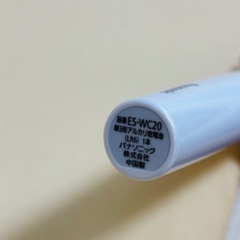 品番 ES-WC20
単3形アルカリ乾電池
(LR6) 1本
パナソニック
株式会社
中国製